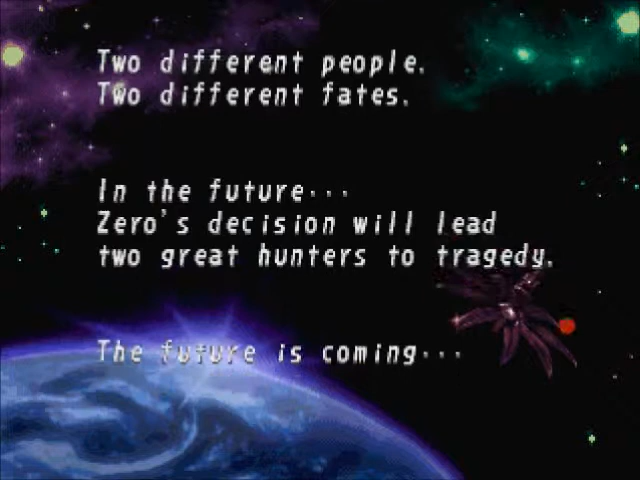 Two different people.
Two different fates.
In the future···
Zero's decision will lead
two great hunters to tragedy.
The future is coming···